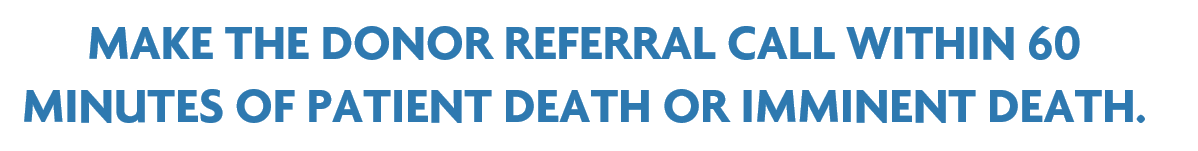 MAKE THE DONOR REFERRAL CALL WITHIN 60
MINUTES OF PATIENT DEATH OR IMMINENT DEATH.